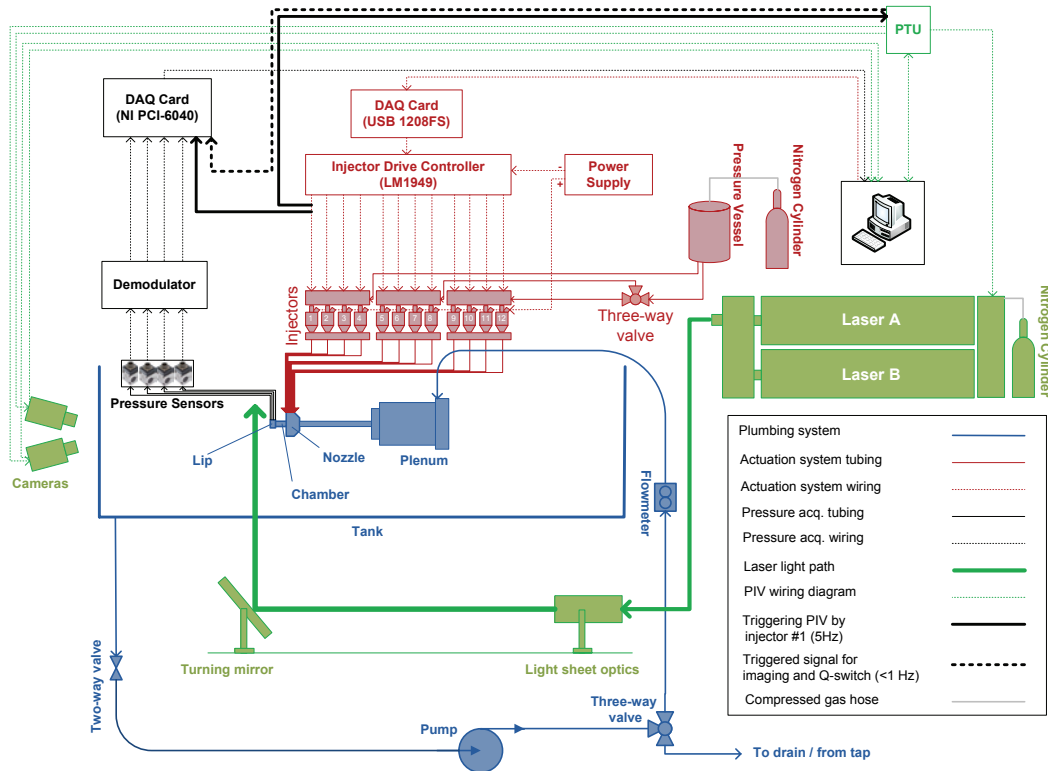 PTU
DAQ Card
(NI PCI-6040)
DAQ Card
(USB 1208FS)
Injector Drive Controller
(LM1949)
-
+
Power
Supply
Pressure Vessel
Nitrogen Cylinder
Demodulator
Injectors
1 2 3 4 5 6 7 8 9 10 11 12
Three-way
valve
Laser A
Laser B
Nitrogen Cylinder
Pressure Sensors
Lip
Nozzle
Chamber
Plenum
Cameras
Tank
Flowmeter
Turning mirror
Light sheet optics
Two-way valve
Pump
Three-way
valve
To drain / from tap
Plumbing system
Actuation system tubing
Actuation system wiring
Pressure acq. tubing
Pressure acq. wiring
Laser light path
PIV wiring diagram
Triggering PIV by
injector #1 (5Hz)
Triggered signal for
imaging and Q-switch (<1 Hz)
Compressed gas hose